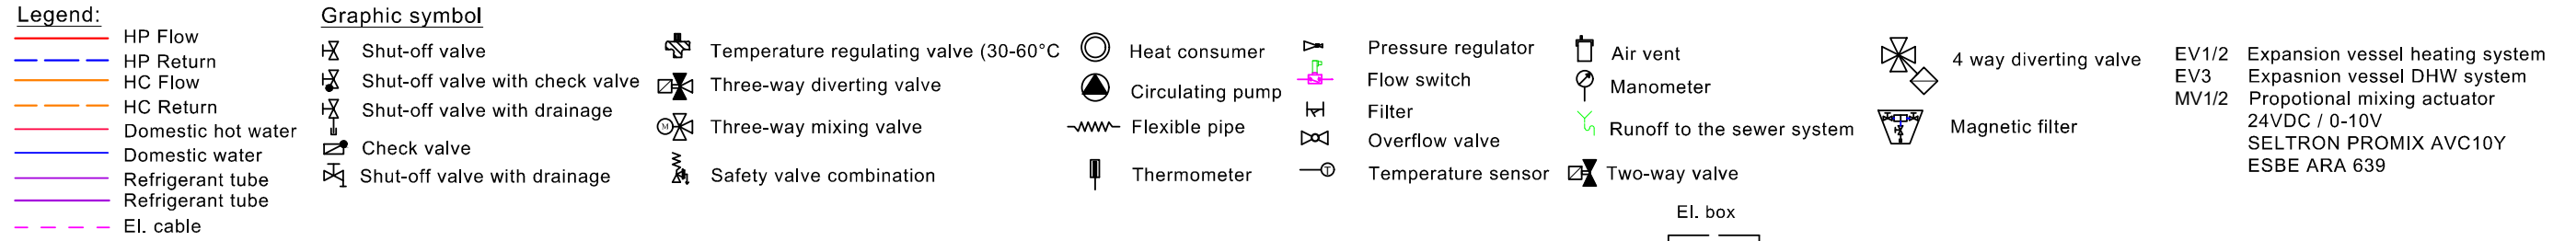 Legend:
HP Flow
HP Return
HC Flow
HC Return
Domestic hot water
Domestic water
Refrigerant tube
Refrigerant tube
El. cable
Graphic symbol
Shut-off valve
Shut-off valve with check valve
Shut-off valve with drainage
Check valve
Shut-off valve with drainage
Temperature regulating valve (30-60°C
Three-way diverting valve
M
Three-way mixing valve
Safety valve combination
Heat consumer
Circulating pump
Flexible pipe
Thermometer
Pressure regulator
Flow switch
Filter
Overflow valve
T
Temperature sensor
Air vent
Manometer
Runoff to the sewer system
Two-way valve
El. box
4 way diverting valve
Magnetic filter
EV1/2 Expansion vessel heating system
EV3 Expasnion vessel DHW system
MV1/2 Propotional mixing actuator
24VDC / 0-10V
SELTRON PROMIX AVC10Y
ESBE ARA 639